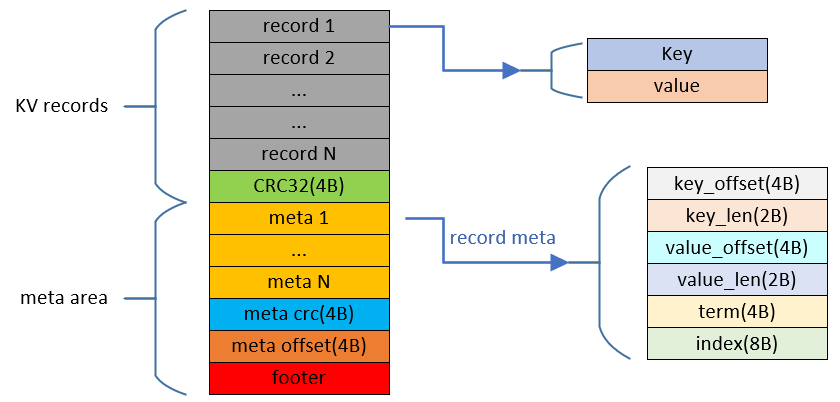 KV records
record 1
record 2
...
...
record N
CRC32(4B)
meta area
meta 1
...
meta N
meta crc(4B)
meta offset(4B)
footer
Key
value
record meta
key_offset(4B)
key_len(2B)
value_offset(4B)
value_len(2B)
term(4B)
index(8B)